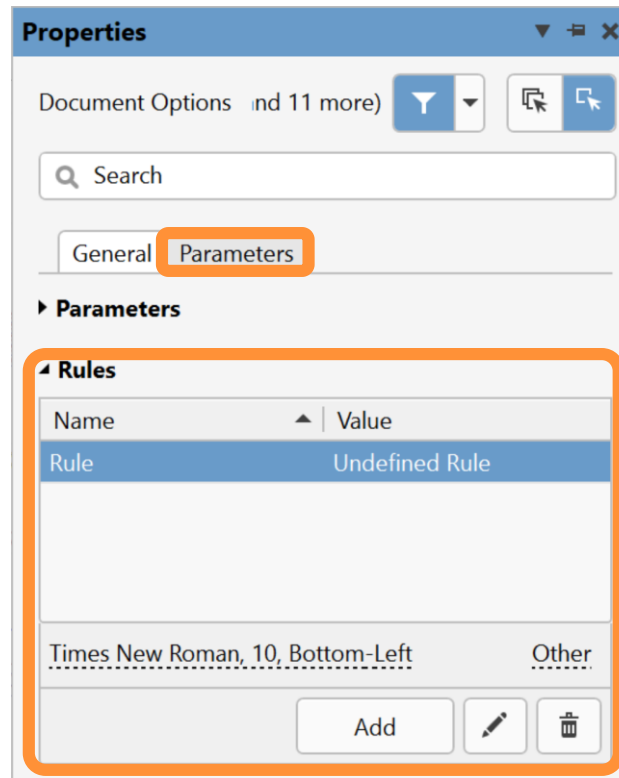 Properties
Document Options nd 11 more)
Search
General Parameters
Parameters
Rules
Name Value
Rule Undefined Rule
Times New Roman, 10, Bottom-Left Other
Add